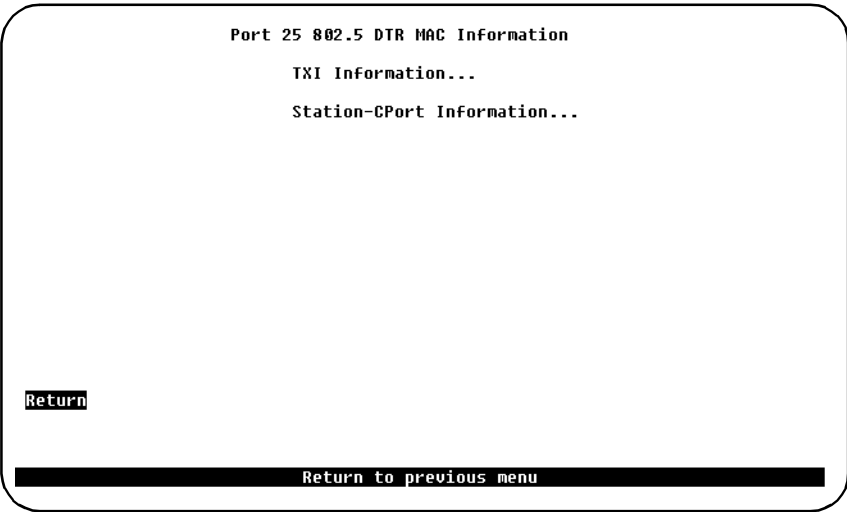 Port 25 802.5 DTR MAC Information
TXI Information...
Station-CPort Information...
Return
Return to previous menu